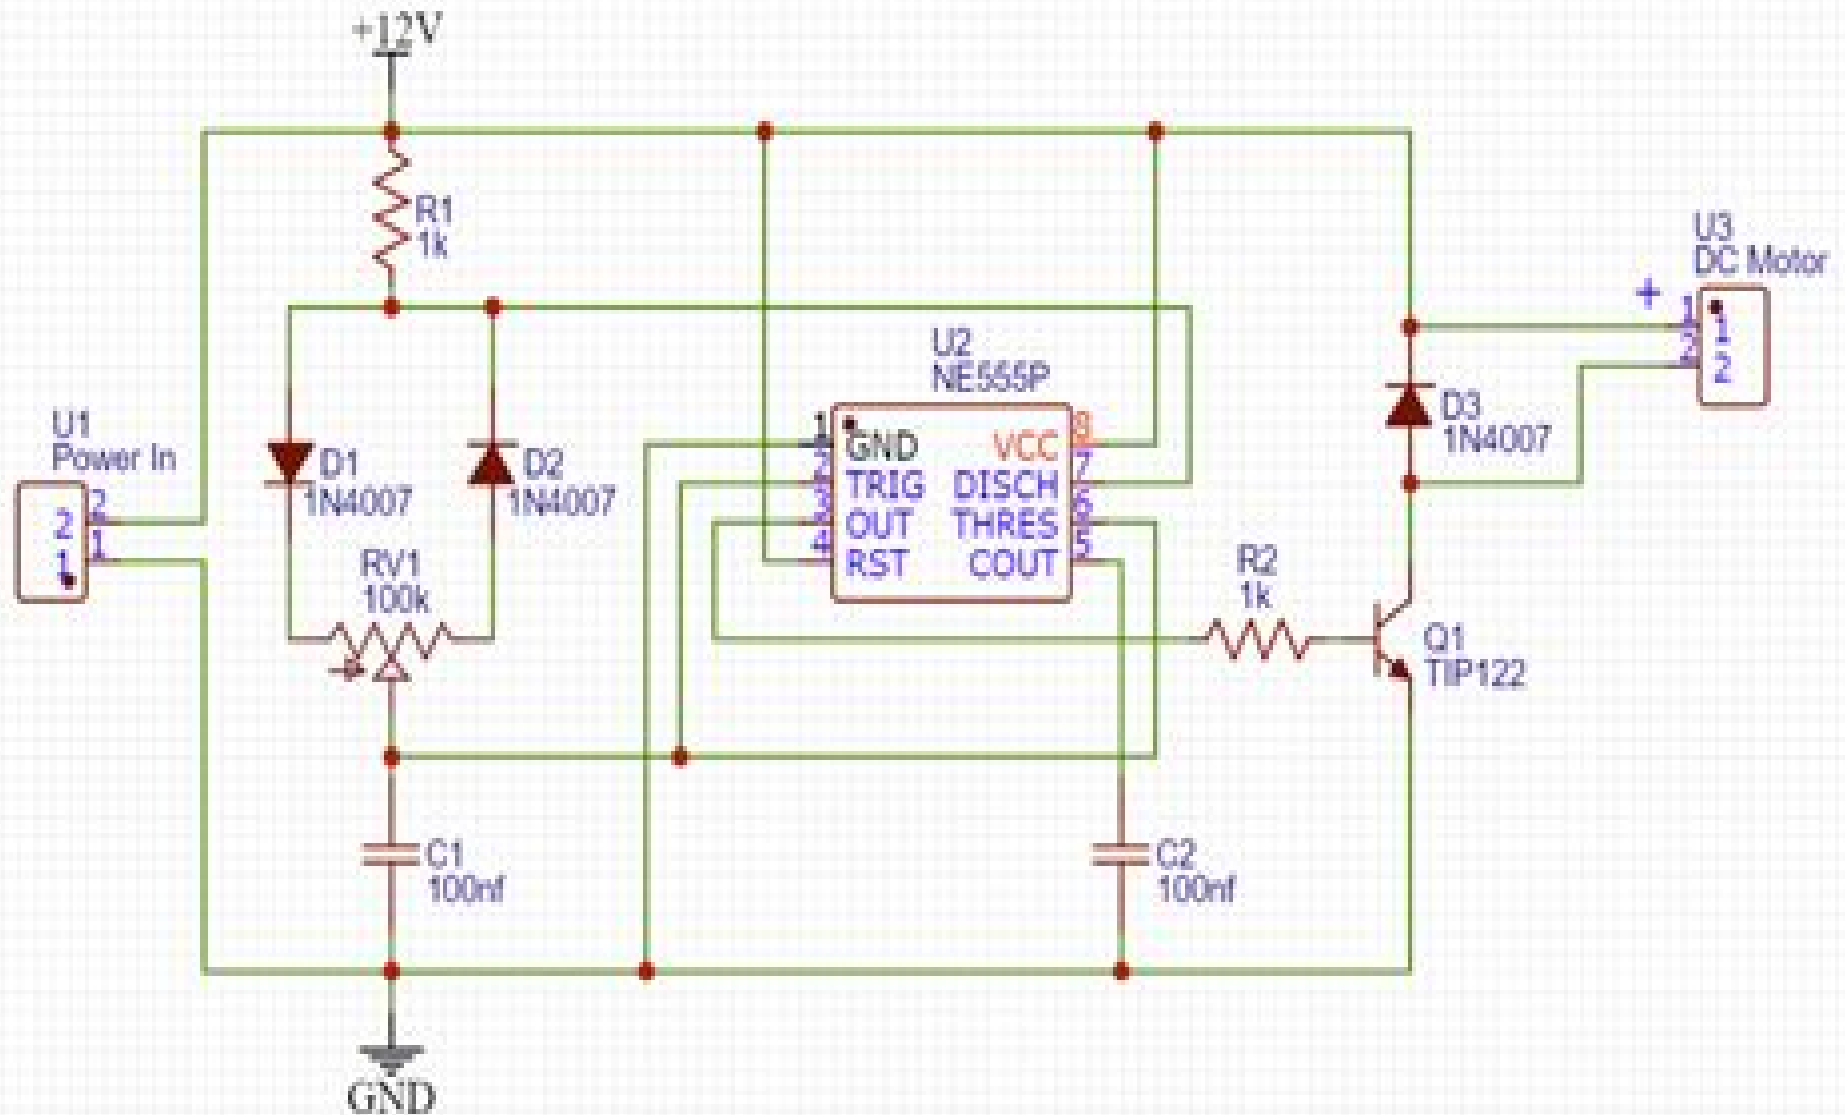 +12V
R1
1k
U3
DC Motor
+
1
2
1
2
U2
NE555P
U1
Power In
2
1
2
1
D1
1N4007
D2
1N4007
RV1
100k
1
2
3
4
GND
TRIG
OUT
RST
VCC
DISCH
THRES
COUT
8
7
6
5
D3
1N4007
R2
1k
Q1
TIP122
C1
100nf
C2
100nf
GND